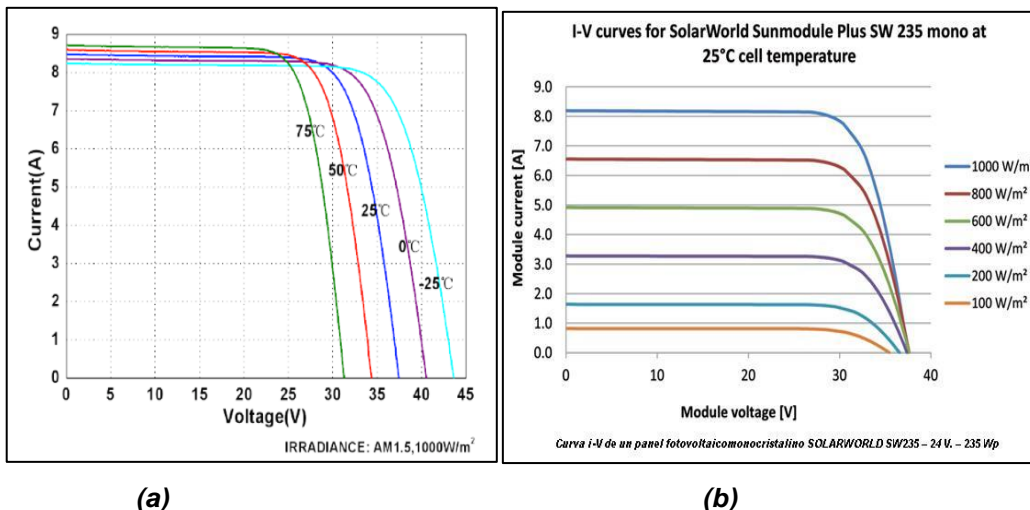 9
8
7
6
5
4
3
2
1
0
Current(A)
75℃
50℃
25℃
0℃
-25℃
0 5 10 15 20 25 30 35 40 45
Voltage(V)
IRRADIANCE: AM1.5,1000W/m²
(a)
I-V curves for SolarWorld Sunmodule Plus SW 235 mono at
25°C cell temperature
9.0
8.0
7.0
6.0
5.0
4.0
3.0
2.0
1.0
0.0
Module current [A]
0 10 20 30 40
Module voltage [V]
1000 W/m
800 W/m²
600 W/m²
400 W/m²
200 W/m²
100 W/m²
Curva i-V de un panel fotovoltaicomonocristalino SOLARWORLD SW235 – 24 V. – 235 Wp
(b)